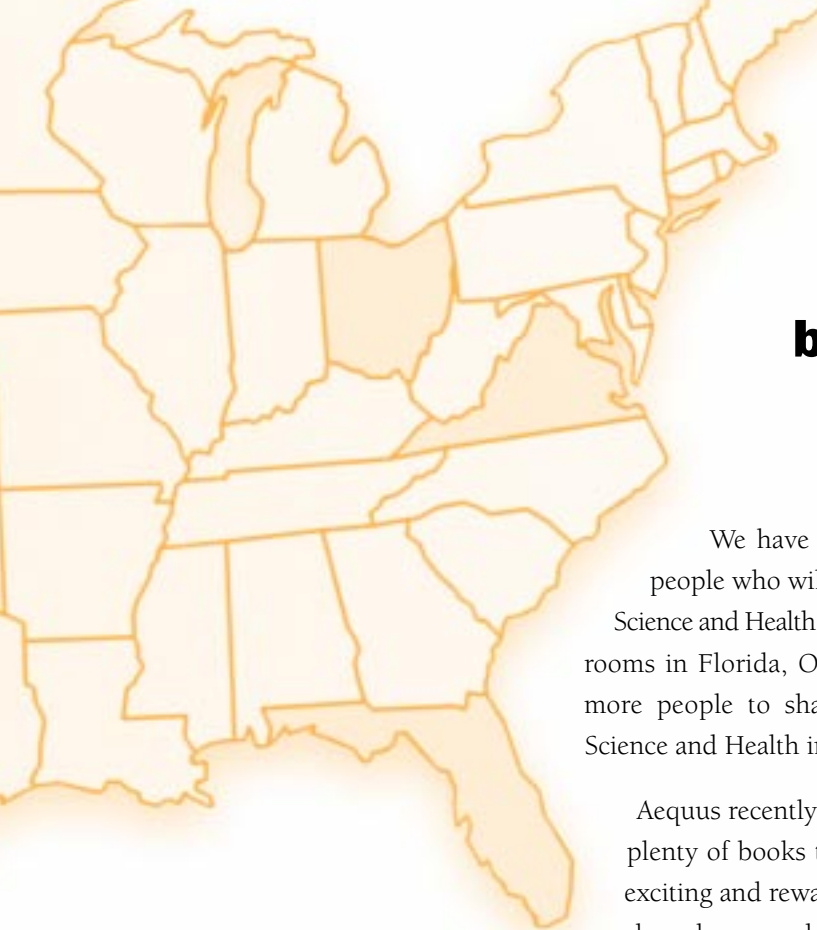 b
We have
people who wil
Science and Health
rooms in Florida, O
more people to sha
Science and Health i
Aequus recently
plenty of books t
exciting and rewa